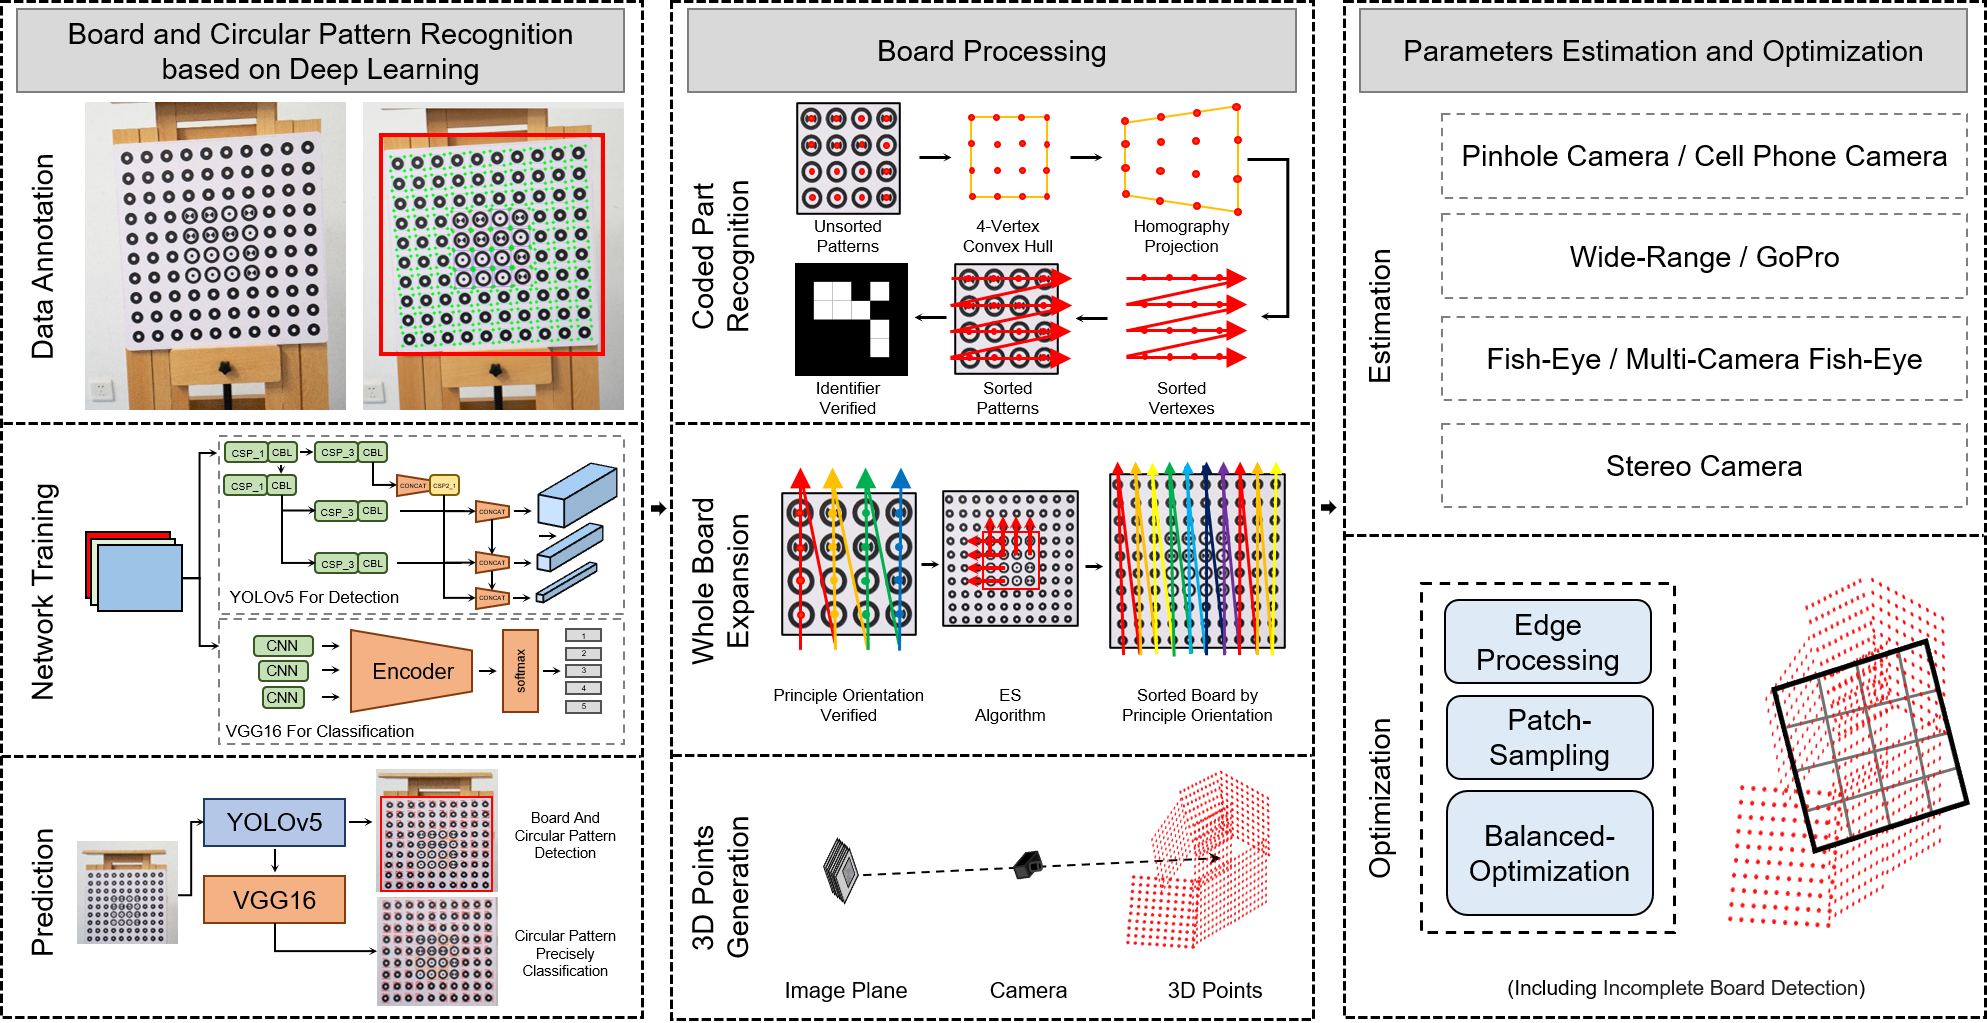 Board and Circular Pattern Recognition
based on Deep Learning
Data Annotation
Network Training
CSP_1
CBL
CSP_3
CBL
CSP_1
CBL
CONCAT
CSP2_1
CSP_3
CBL
CONCAT
CSP_3
CBL
CONCAT
CONCAT
YOLOv5 For Detection
CNN
CNN
CNN
Encoder
softmax
1
2
3
4
5
VGG16 For Classification
Prediction
YOLOv5
VGG16
Board And
Circular Pattern
Detection
Circular Pattern
Precisely
Classification
Board Processing
Coded Part
Recognition
Unsorted
Patterns
4-Vertex
Convex Hull
Homography
Projection
Identifier
Verified
Sorted
Patterns
Sorted
Vertexes
Whole Board
Expansion
Principle Orientation
Verified
ES
Algorithm
Sorted Board by
Principle Orientation
3D Points
Generation
Image Plane
Camera
3D Points
Parameters Estimation and Optimization
Estimation
Pinhole Camera / Cell Phone Camera
Wide-Range / GoPro
Fish-Eye / Multi-Camera Fish-Eye
Stereo Camera
Optimization
Edge
Processing
Patch-
Sampling
Balanced-
Optimization
(Including Incomplete Board Detection)